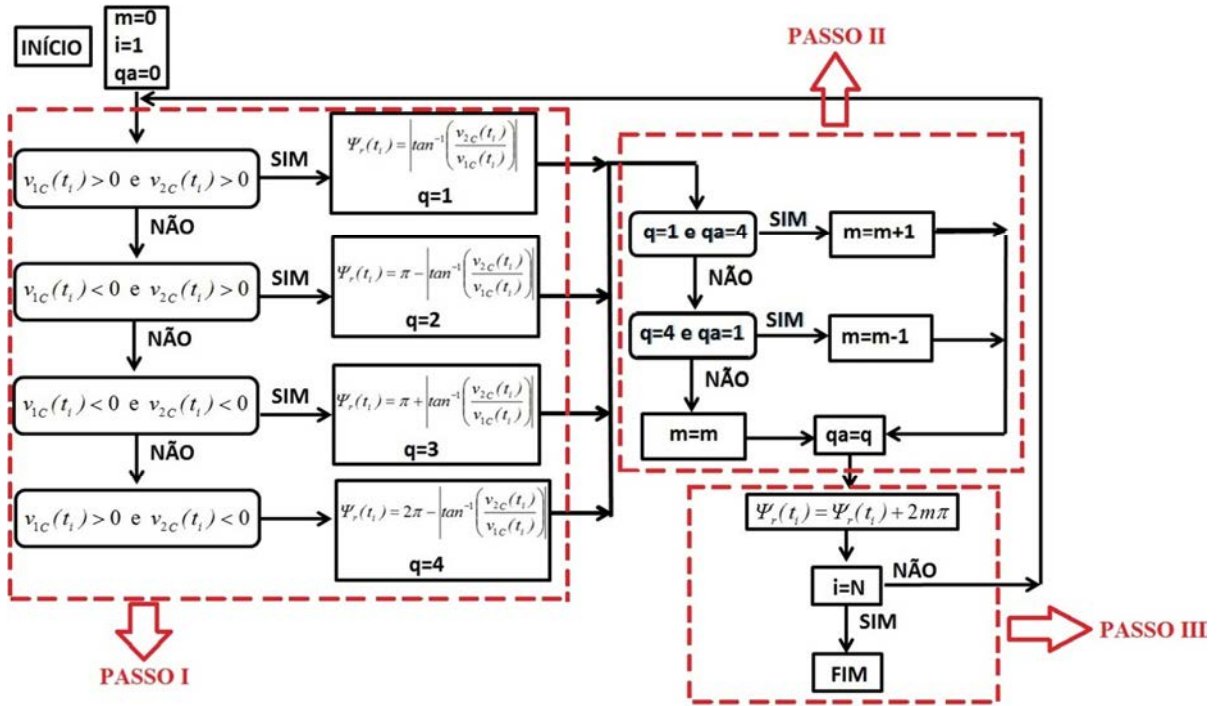 INÍCIO
m=0
i=1
qa=0
PASSO II
v₁C(tᵢ)>0 e v₂C(tᵢ)>0
SIM
Ψᵣ(tᵢ)=|tan⁻¹(v₂C(tᵢ)/v₁C(tᵢ))|
q=1
NÃO
v₁C(tᵢ)<0 e v₂C(tᵢ)>0
SIM
Ψᵣ(tᵢ)=π−|tan⁻¹(v₂C(tᵢ)/v₁C(tᵢ))|
q=2
NÃO
v₁C(tᵢ)<0 e v₂C(tᵢ)<0
SIM
Ψᵣ(tᵢ)=π+|tan⁻¹(v₂C(tᵢ)/v₁C(tᵢ))|
q=3
NÃO
v₁C(tᵢ)>0 e v₂C(tᵢ)<0
Ψᵣ(tᵢ)=2π−|tan⁻¹(v₂C(tᵢ)/v₁C(tᵢ))|
q=4
PASSO I
q=1 e qa=4
SIM
m=m+1
NÃO
q=4 e qa=1
SIM
m=m-1
NÃO
m=m
qa=q
Ψᵣ(tᵢ)=Ψᵣ(tᵢ)+2mπ
i=N
NÃO
SIM
FIM
PASSO III